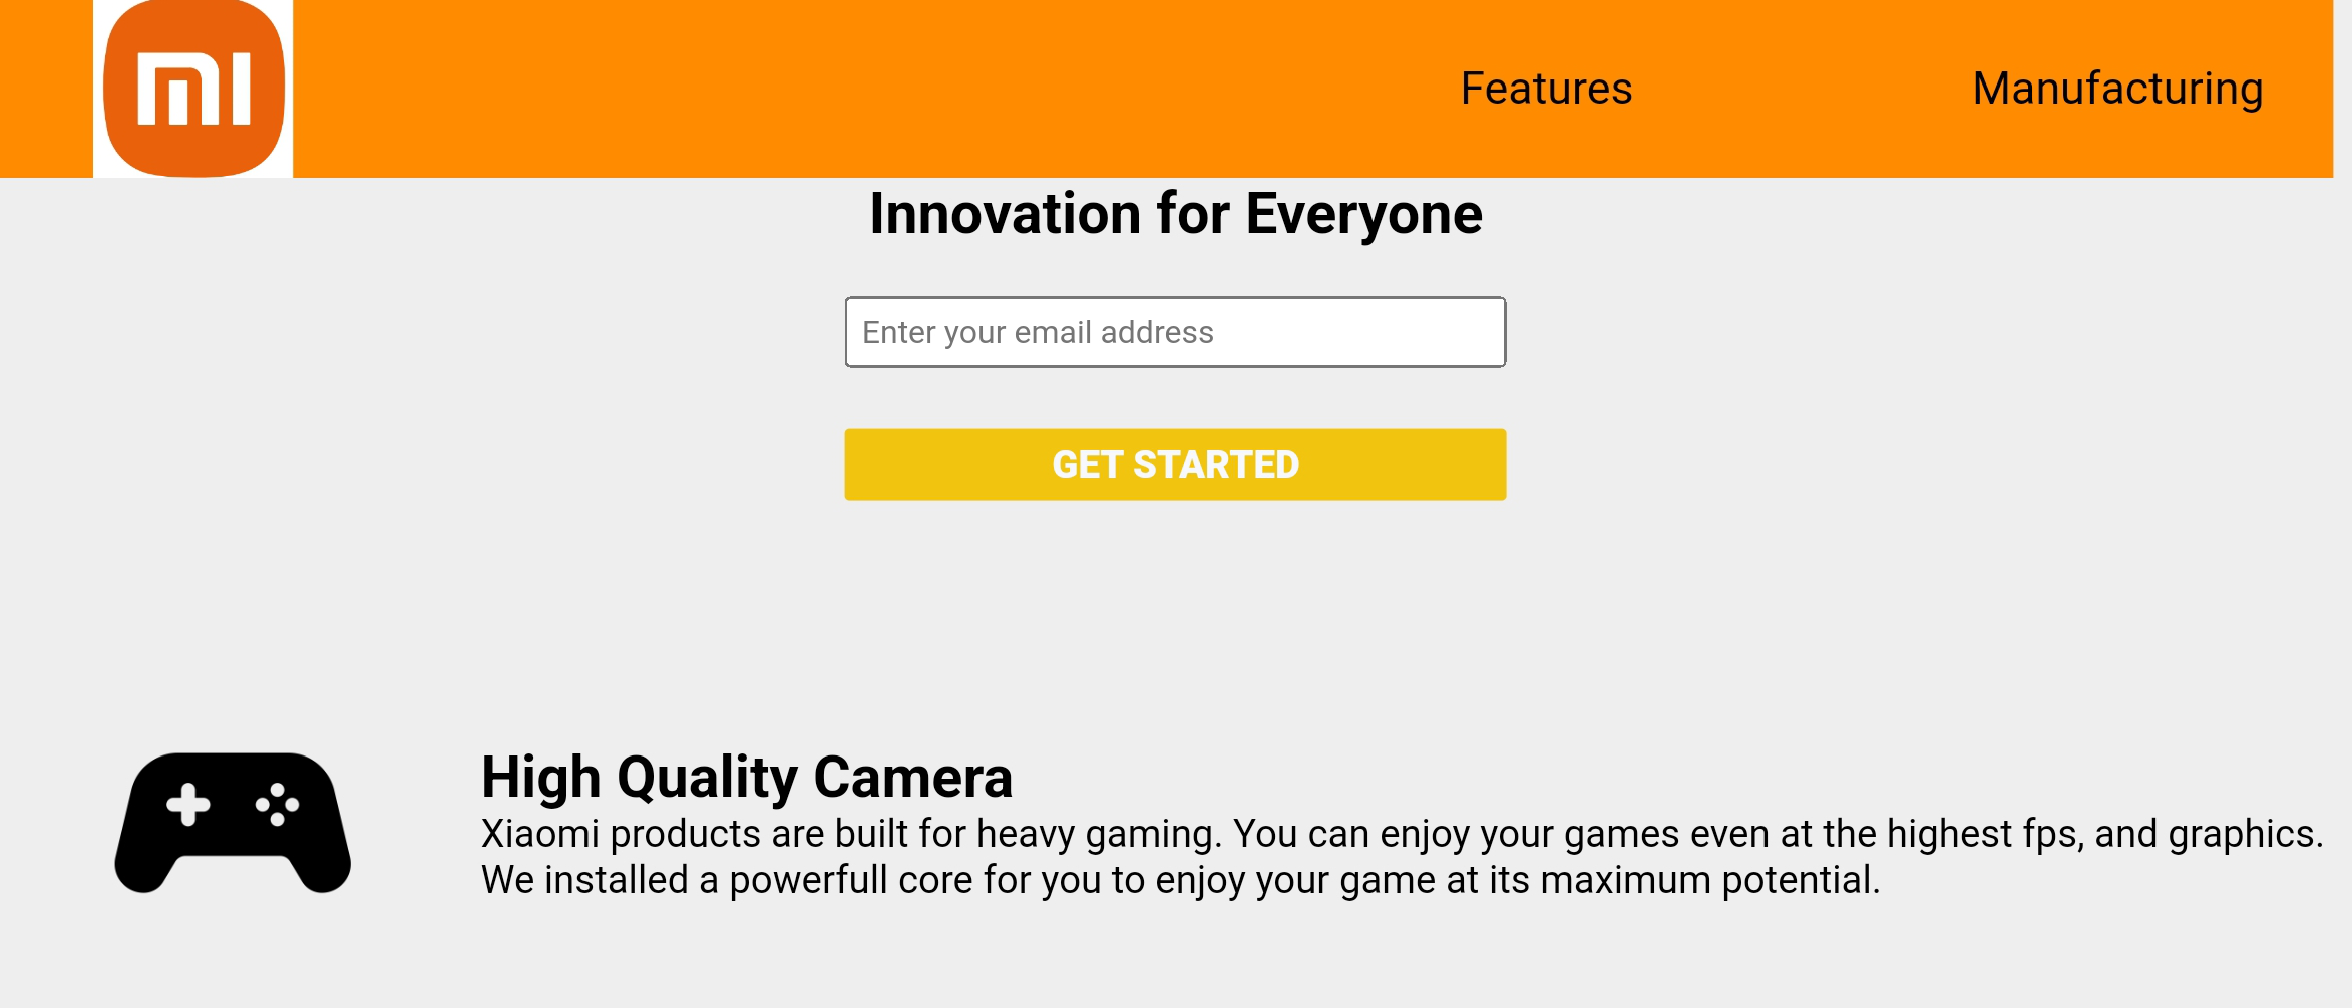 mi
Features
Manufacturing
Innovation for Everyone
Enter your email address
GET STARTED
High Quality Camera
Xiaomi products are built for heavy gaming. You can enjoy your games even at the highest fps, and graphics.
We installed a powerfull core for you to enjoy your game at its maximum potential.